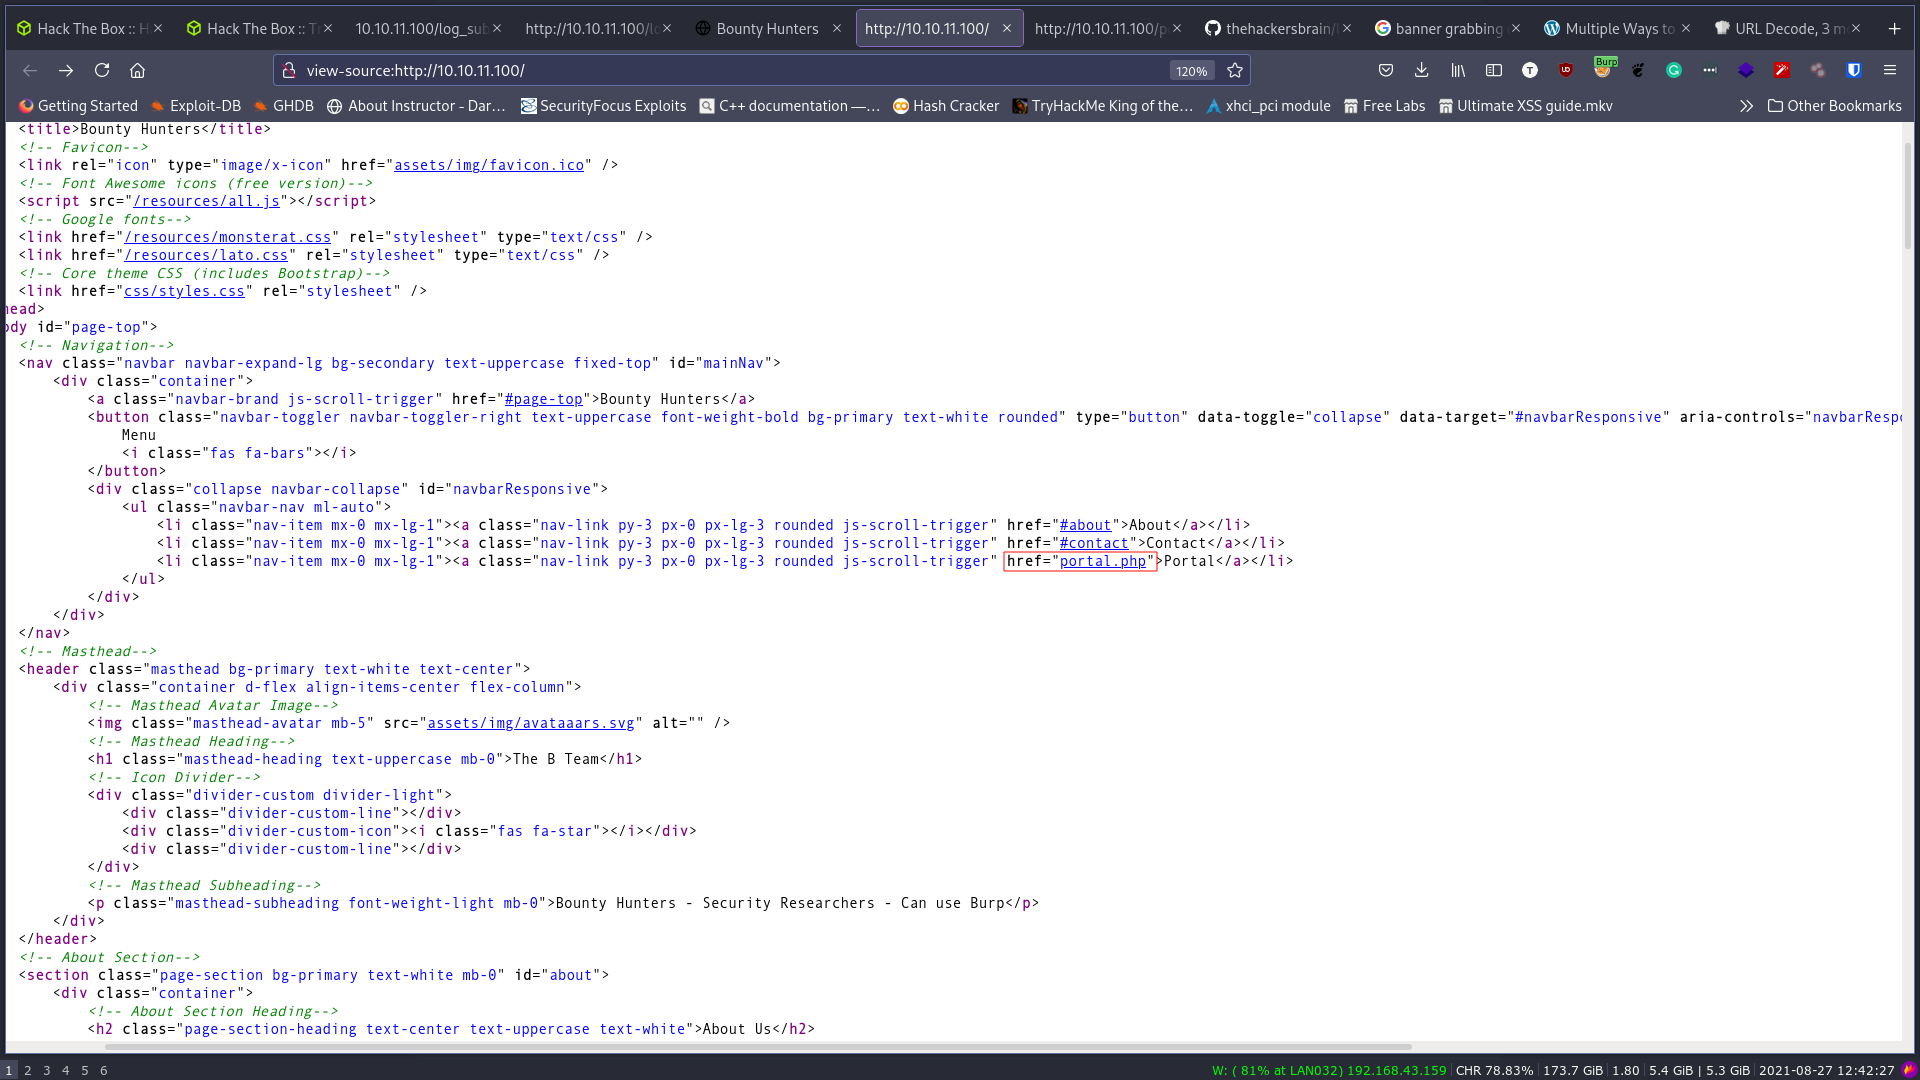 Hack The Box :: H
Hack The Box :: Tr
10.10.11.100/log_sub
http://10.10.11.100/lo
Bounty Hunters
http://10.10.11.100/
http://10.10.11.100/p
thehackersbrain/
banner grabbing
Multiple Ways to
URL Decode, 3 m
view-source:http://10.10.11.100/
120%
Burp
Getting Started
Exploit-DB
GHDB
About Instructor - Dar…
SecurityFocus Exploits
C++ documentation —…
Hash Cracker
TryHackMe King of the…
xhci_pci module
Free Labs
Ultimate XSS guide.mkv
Other Bookmarks
<title>Bounty Hunters</title>
<!-- Favicon-->
<link rel="icon" type="image/x-icon" href="assets/img/favicon.ico" />
<!-- Font Awesome icons (free version)-->
<script src="/resources/all.js"></script>
<!-- Google fonts-->
<link href="/resources/monsterat.css" rel="stylesheet" type="text/css" />
<link href="/resources/lato.css" rel="stylesheet" type="text/css" />
<!-- Core theme CSS (includes Bootstrap)-->
<link href="css/styles.css" rel="stylesheet" />
head>
ody id="page-top">
<!-- Navigation-->
<nav class="navbar navbar-expand-lg bg-secondary text-uppercase fixed-top" id="mainNav">
<div class="container">
<a class="navbar-brand js-scroll-trigger" href="#page-top">Bounty Hunters</a>
<button class="navbar-toggler navbar-toggler-right text-uppercase font-weight-bold bg-primary text-white rounded" type="button" data-toggle="collapse" data-target="#navbarResponsive" aria-controls="navbarRespo
Menu
<i class="fas fa-bars"></i>
</button>
<div class="collapse navbar-collapse" id="navbarResponsive">
<ul class="navbar-nav ml-auto">
<li class="nav-item mx-0 mx-lg-1"><a class="nav-link py-3 px-0 px-lg-3 rounded js-scroll-trigger" href="#about">About</a></li>
<li class="nav-item mx-0 mx-lg-1"><a class="nav-link py-3 px-0 px-lg-3 rounded js-scroll-trigger" href="#contact">Contact</a></li>
<li class="nav-item mx-0 mx-lg-1"><a class="nav-link py-3 px-0 px-lg-3 rounded js-scroll-trigger" href="portal.php">Portal</a></li>
</ul>
</div>
</div>
</nav>
<!-- Masthead-->
<header class="masthead bg-primary text-white text-center">
<div class="container d-flex align-items-center flex-column">
<!-- Masthead Avatar Image-->
<img class="masthead-avatar mb-5" src="assets/img/avataaars.svg" alt="" />
<!-- Masthead Heading-->
<h1 class="masthead-heading text-uppercase mb-0">The B Team</h1>
<!-- Icon Divider-->
<div class="divider-custom divider-light">
<div class="divider-custom-line"></div>
<div class="divider-custom-icon"><i class="fas fa-star"></i></div>
<div class="divider-custom-line"></div>
</div>
<!-- Masthead Subheading-->
<p class="masthead-subheading font-weight-light mb-0">Bounty Hunters - Security Researchers - Can use Burp</p>
</div>
</header>
<!-- About Section-->
<section class="page-section bg-primary text-white mb-0" id="about">
<div class="container">
<!-- About Section Heading-->
<h2 class="page-section-heading text-center text-uppercase text-white">About Us</h2>
1 2 3 4 5 6
W: ( 81% at LAN032) 192.168.43.159 | CHR 78.83% | 173.7 GiB | 1.80 | 5.4 GiB | 5.3 GiB | 2021-08-27 12:42:27